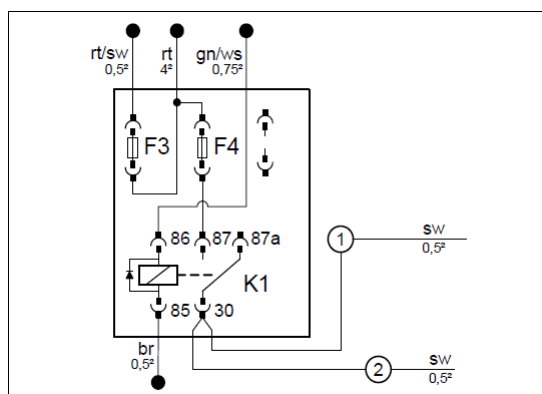 rt/sw
0,5²
rt
4²
gn/ws
0,75²
F3
F4
86
87
87a
1
sw
0,5²
K1
85
30
br
0,5²
2
sw
0,5²